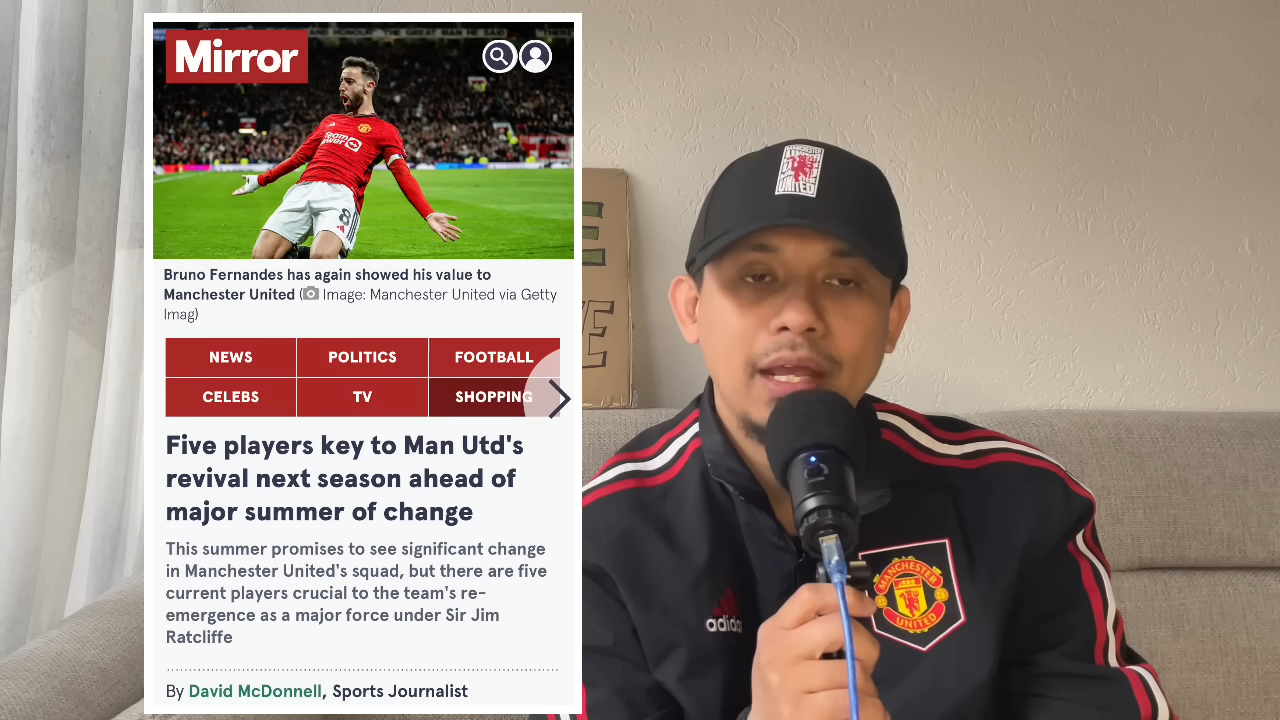 Mirror
TeamViewer
8
Bruno Fernandes has again showed his value to
Manchester United ( Image: Manchester United via Getty
Imag)
NEWS POLITICS FOOTBALL
CELEBS TV SHOPPING
Five players key to Man Utd's
revival next season ahead of
major summer of change
This summer promises to see significant change
in Manchester United's squad, but there are five
current players crucial to the team's re-
emergence as a major force under Sir Jim
Ratcliffe
By David McDonnell, Sports Journalist
MANCHESTER
UNITED
adidas
MANCHESTER
UNITED